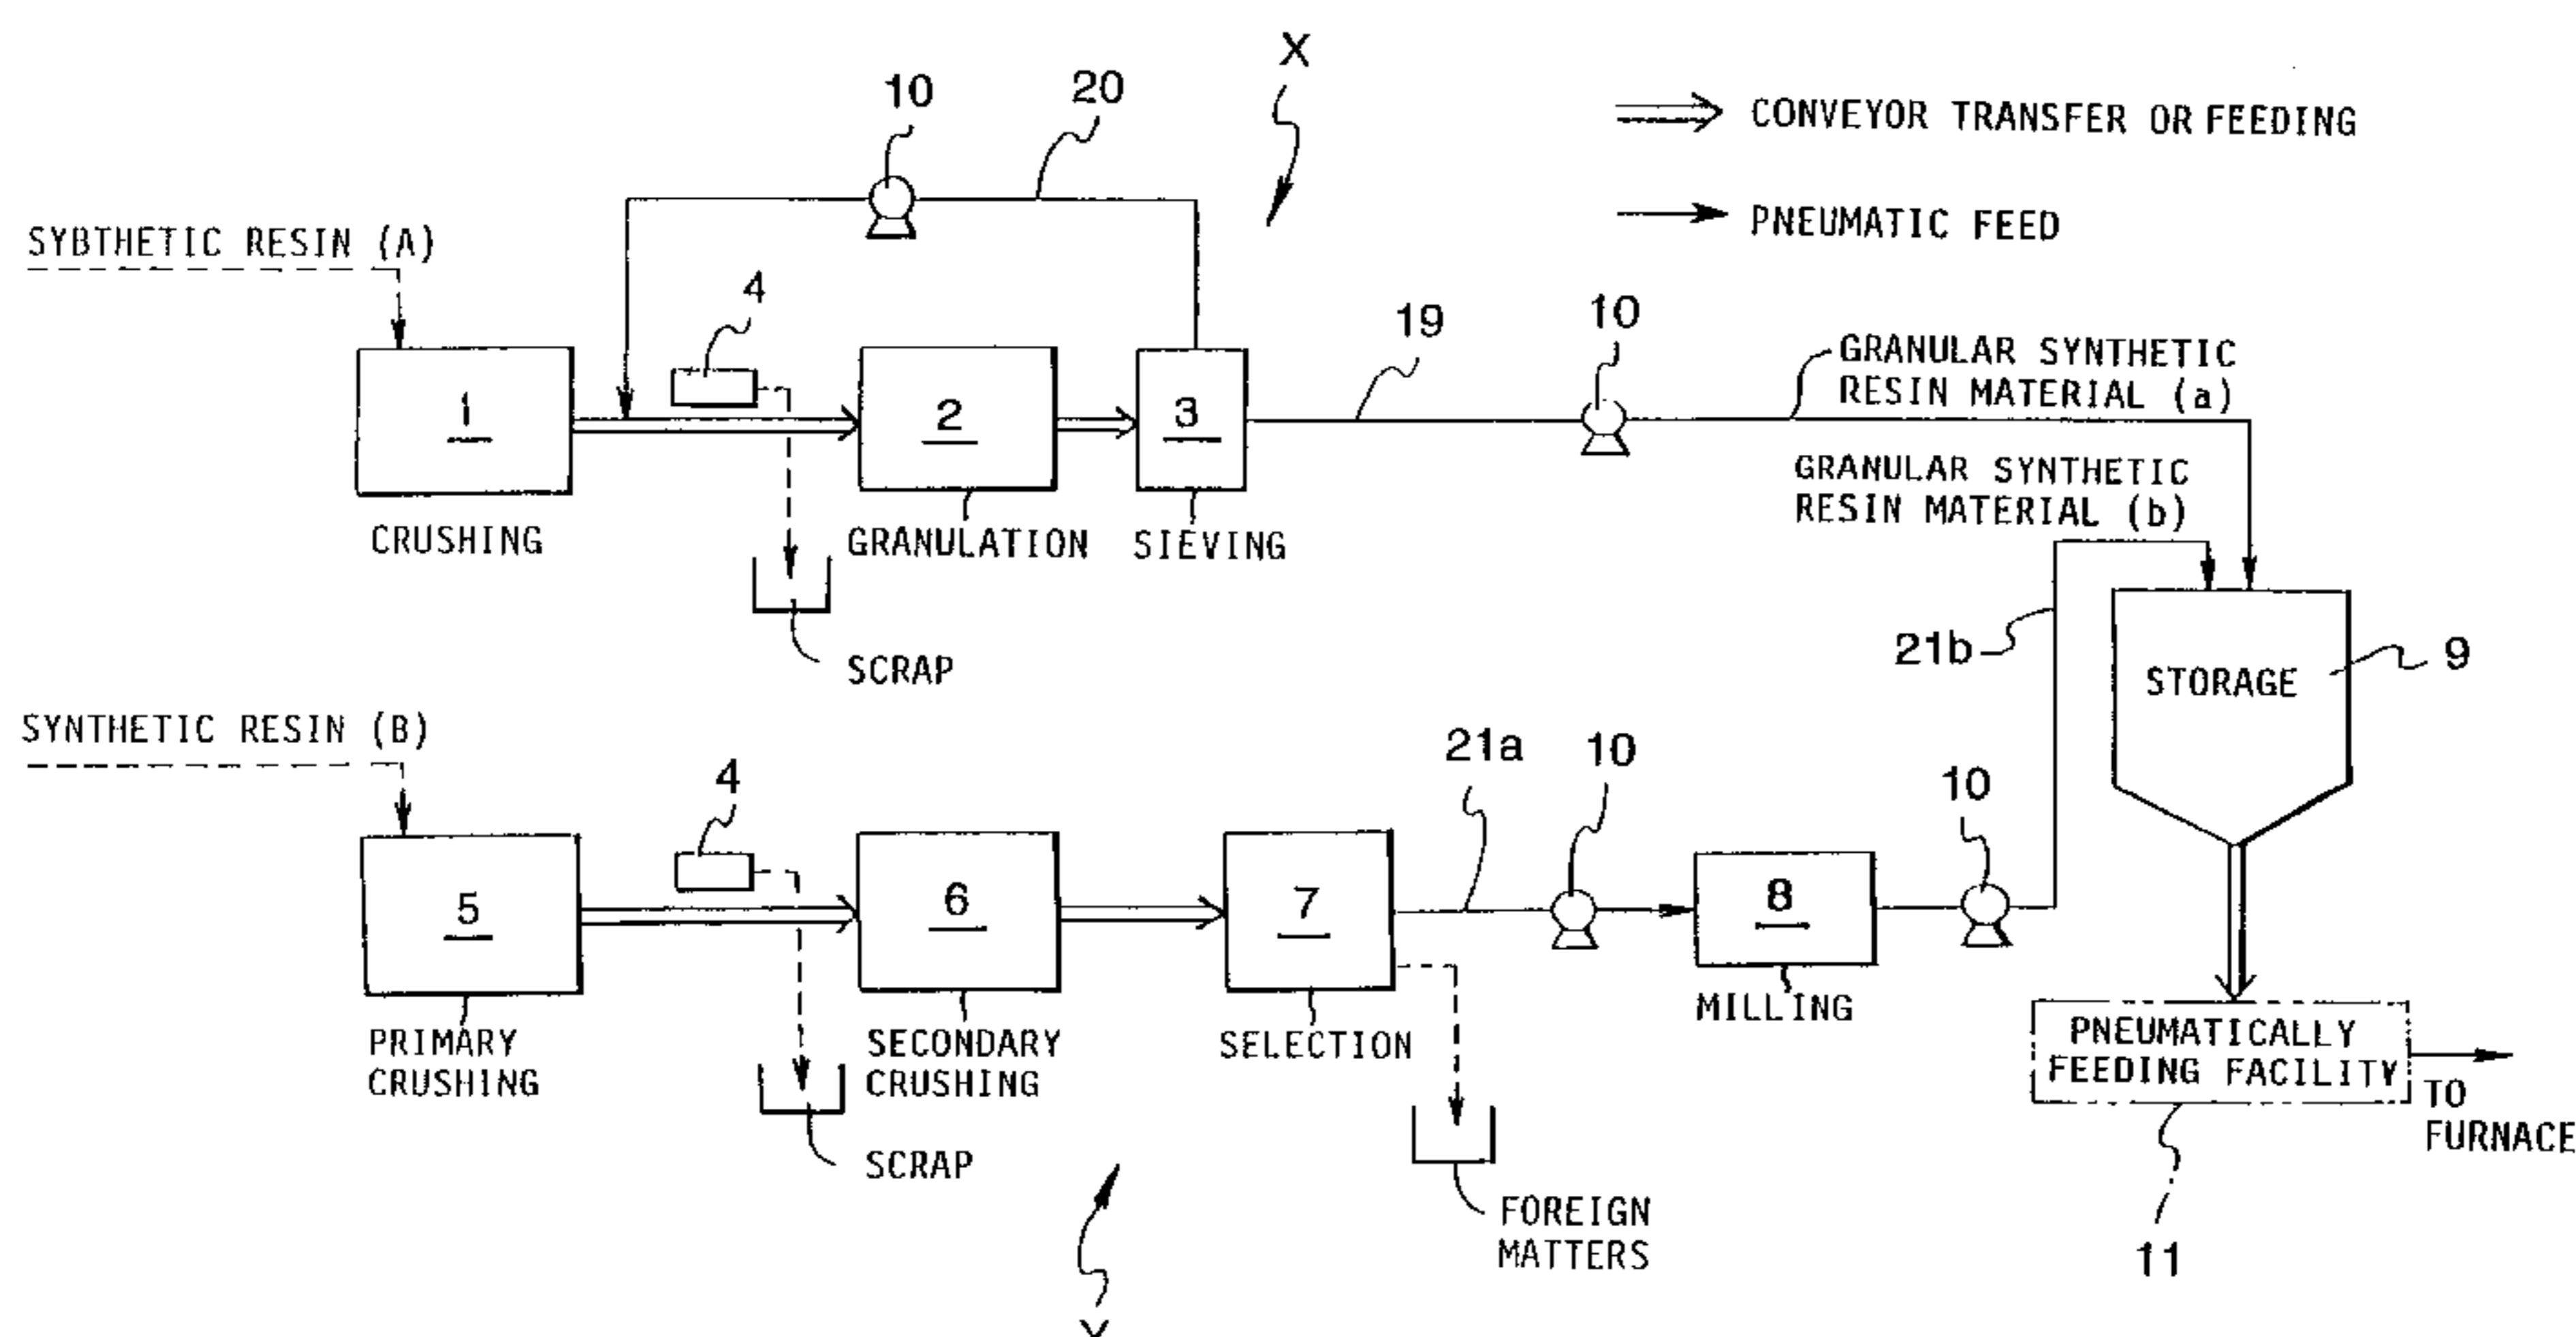 X
10
20
CONVEYOR TRANSFER OR FEEDING
PNEUMATIC FEED
SYBTHETIC RESIN (A)
4
19
10
GRANULAR SYNTHETIC
RESIN MATERIAL (a)
1
2
3
GRANULAR SYNTHETIC
RESIN MATERIAL (b)
CRUSHING
GRANULATION
SIEVING
SCRAP
21b
9
STORAGE
SYNTHETIC RESIN (B)
4
21a
10
10
5
6
7
8
MILLING
PRIMARY
CRUSHING
SECONDARY
CRUSHING
SELECTION
PNEUMATICALLY
FEEDING FACILITY
TO
FURNACE
SCRAP
FOREIGN
MATTERS
11
Y